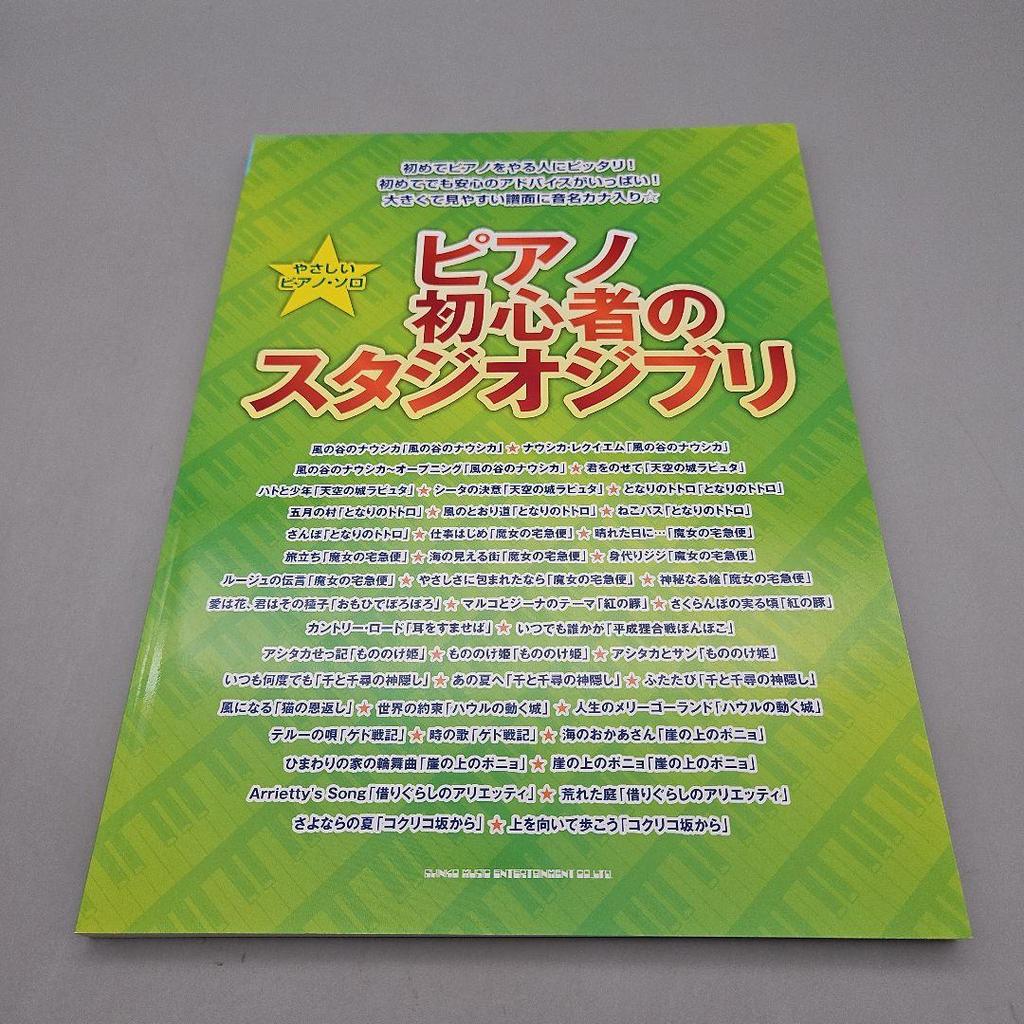 初めてピアノをやる人にピッタリ!
初めてでも安心のアドバイスがいっぱい!
大きくて見やすい譜面に音名カナ入り☆
やさしい
ピアノ・ソロ
ピアノ
初心者の
スタジオジブリ
風の谷のナウシカ「風の谷のナウシカ」★ナウシカ・レクイエム「風の谷のナウシカ」
風の谷のナウシカ〜オープニング「風の谷のナウシカ」★君をのせて「天空の城ラピュタ」
ハトと少年「天空の城ラピュタ」★シータの決意「天空の城ラピュタ」★となりのトトロ「となりのトトロ」
五月の村「となりのトトロ」★風のとおり道「となりのトトロ」★ねこバス「となりのトトロ」
さんぽ「となりのトトロ」★仕事はじめ「魔女の宅急便」★晴れた日に…「魔女の宅急便」
旅立ち「魔女の宅急便」★海の見える街「魔女の宅急便」★身代りジジ「魔女の宅急便」
ルージュの伝言「魔女の宅急便」★やさしさに包まれたなら「魔女の宅急便」★神秘なる絵「魔女の宅急便」
愛は花、君はその種子「おもひでぽろぽろ」★マルコとジーナのテーマ「紅の豚」★さくらんぼの実る頃「紅の豚」
カントリー・ロード「耳をすませば」★いつでも誰かが「平成狸合戦ぽんぽこ」
アシタカせっ記「もののけ姫」★もののけ姫「もののけ姫」★アシタカとサン「もののけ姫」
いつも何度でも「千と千尋の神隠し」★あの夏へ「千と千尋の神隠し」★ふたたび「千と千尋の神隠し」
風になる「猫の恩返し」★世界の約束「ハウルの動く城」★人生のメリーゴーランド「ハウルの動く城」
テルーの唄「ゲド戦記」★時の歌「ゲド戦記」★海のおかあさん「崖の上のポニョ」
ひまわりの家の輪舞曲「崖の上のポニョ」★崖の上のポニョ「崖の上のポニョ」
Arrietty's Song「借りぐらしのアリエッティ」★荒れた庭「借りぐらしのアリエッティ」
さよならの夏「コクリコ坂から」★上を向いて歩こう「コクリコ坂から」
SHINKO MUSIC ENTERTAINMENT CO.,LTD.